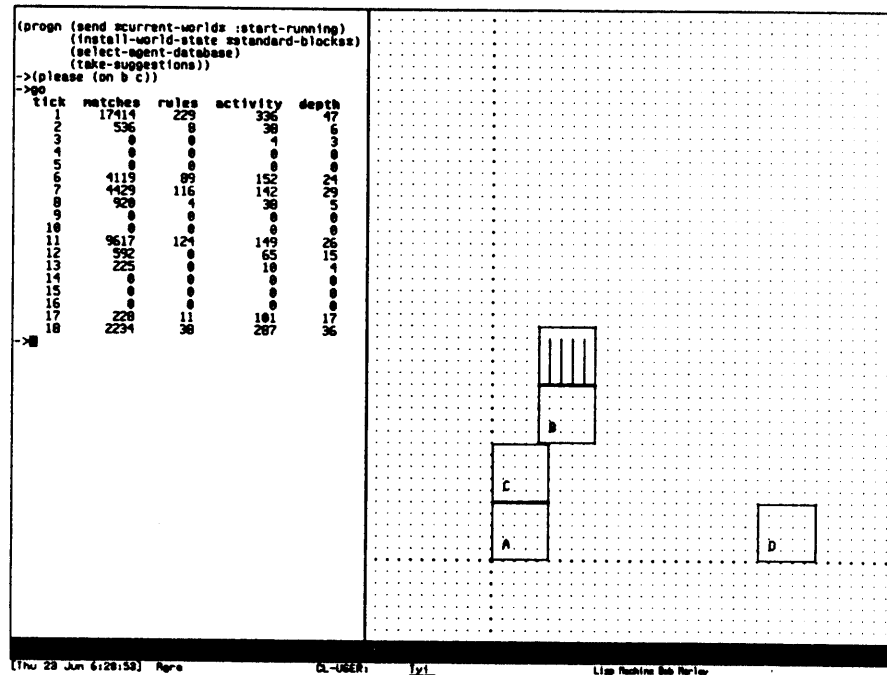 (progn (send *current-world* :start-running)
(install-world-state *standard-blocks*)
(select-agent-database)
(take-suggestions))
->(please (on b c))
->go
tick matches rules activity depth
1 17414 229 336 47
2 536 8 38 6
3 0 0 4 3
4 0 0 0 0
5 0 0 0 0
6 4119 89 152 24
7 4429 116 142 29
8 920 4 38 5
9 0 0 0 0
10 0 0 0 0
11 9617 124 149 26
12 592 0 65 15
13 225 0 10 4
14 0 0 0 0
15 0 0 0 0
16 0 0 0 0
17 228 11 101 17
18 2234 38 287 36
->
B
C
A
D
[Thu 23 Jun 6:28:53] Agre CL-USER: Tyi Lisp Machine Bob Marley